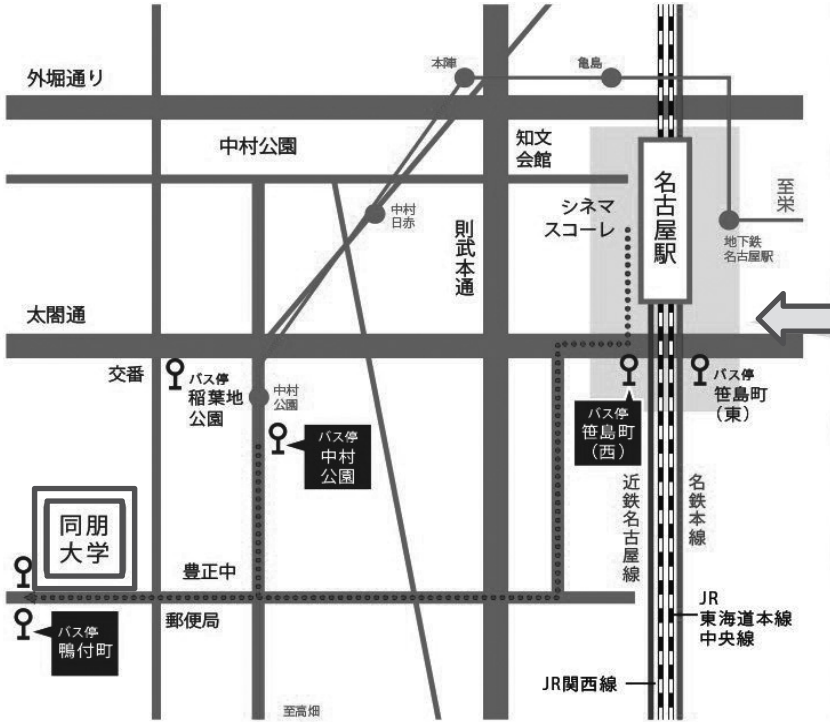 本陣
亀島
外堀通り
中村公園
知文
会館
名古屋駅
至栄
シネマ
スコーレ
中村
日赤
則武本通
地下鉄
名古屋駅
太閤通
交番
バス停
稲葉地
公園
中村
公園
バス停
笹島町
(東)
バス停
笹島町
(西)
バス停
中村
公園
近鉄名古屋線
名鉄本線
同朋
大学
豊正中
郵便局
バス停
鴨付町
JR
東海道本線
中央線
JR関西線
至高畑